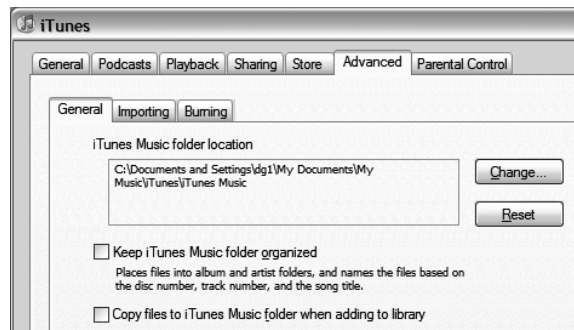 iTunes
General Podcasts Playback Sharing Store Advanced Parental Control
General Importing Burning
iTunes Music folder location
C:\Documents and Settings\dg1\My Documents\My
Music\iTunes\iTunes Music
Change...
Reset
Keep iTunes Music folder organized
Places files into album and artist folders, and names the files based on
the disc number, track number, and the song title.
Copy files to iTunes Music folder when adding to library